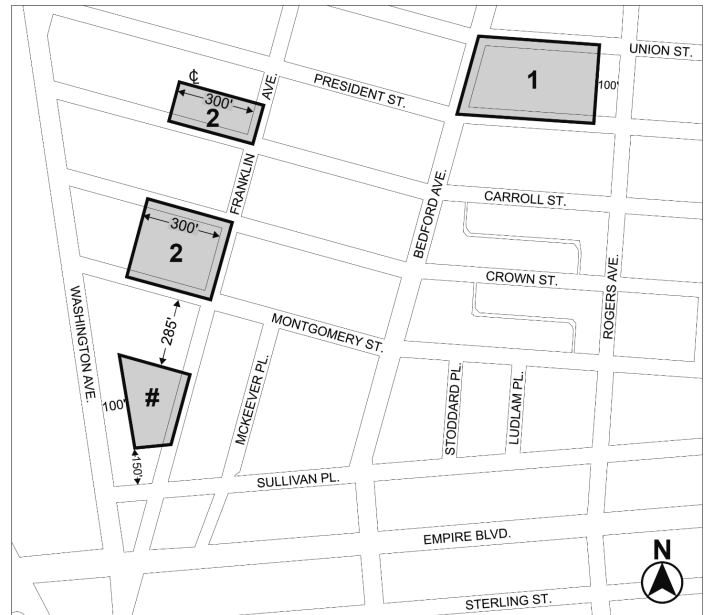 UNION ST.
1
100'
PRESIDENT ST.
℄
300'
2
FRANKLIN AVE.
CARROLL ST.
BEDFORD AVE.
300'
2
CROWN ST.
ROGERS AVE.
WASHINGTON AVE.
285'
MONTGOMERY ST.
MCKEEVER PL.
STODDARD PL.
LUDLAM PL.
100'
#
150'
SULLIVAN PL.
EMPIRE BLVD.
N
STERLING ST.